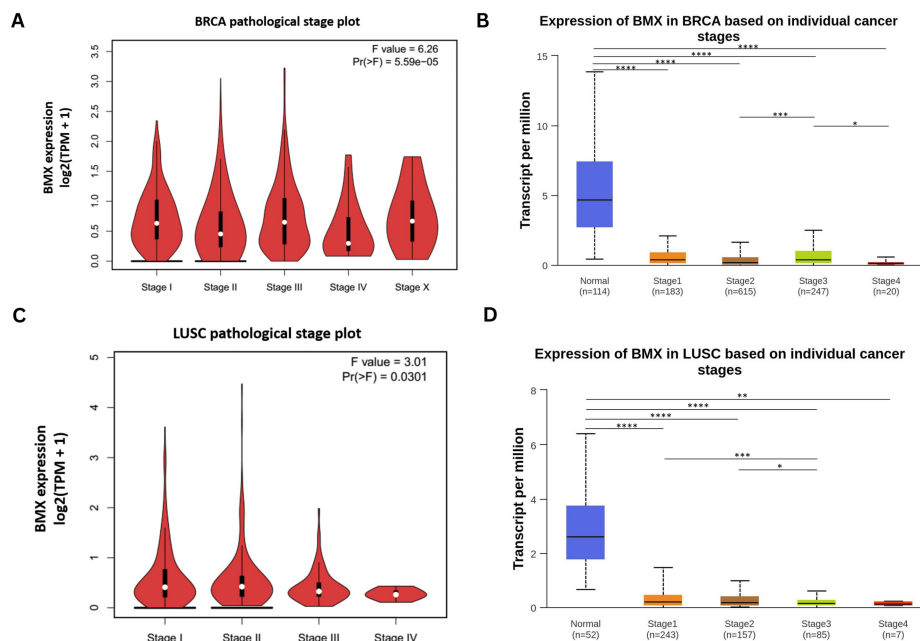 A
BRCA pathological stage plot
F value = 6.26
Pr(>F) = 5.59e−05
BMX expression
log2(TPM + 1)
3.5
3.0
2.5
2.0
1.5
1.0
0.5
0.0
Stage I
Stage II
Stage III
Stage IV
Stage X
B
Expression of BMX in BRCA based on individual cancer
stages
Transcript per million
15
10
5
0
****
****
****
****
***
*
Normal
(n=114)
Stage1
(n=183)
Stage2
(n=615)
Stage3
(n=247)
Stage4
(n=20)
C
LUSC pathological stage plot
F value = 3.01
Pr(>F) = 0.0301
BMX expression
log2(TPM + 1)
5
4
3
2
1
0
Stage I
Stage II
Stage III
Stage IV
D
Expression of BMX in LUSC based on individual cancer
stages
Transcript per million
8
6
4
2
0
**
****
****
****
***
*
Normal
(n=52)
Stage1
(n=243)
Stage2
(n=157)
Stage3
(n=85)
Stage4
(n=7)